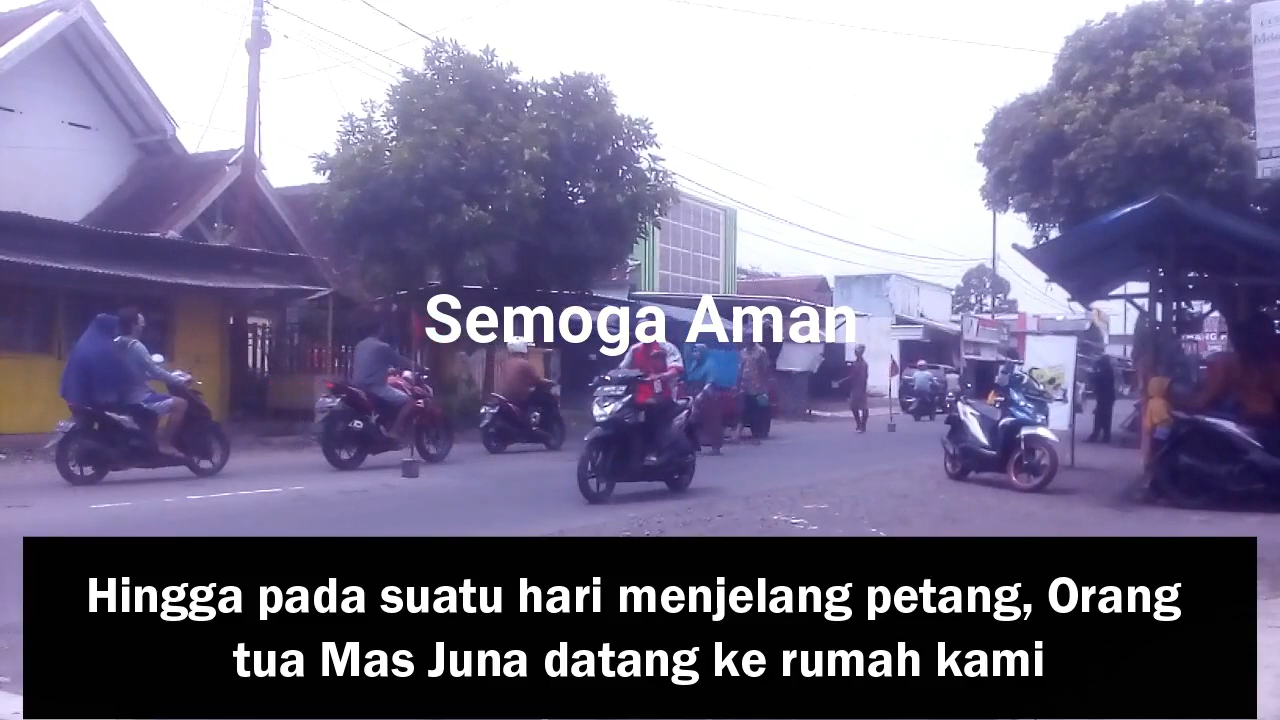 Semoga Aman
Hingga pada suatu hari menjelang petang, Orang
tua Mas Juna datang ke rumah kami